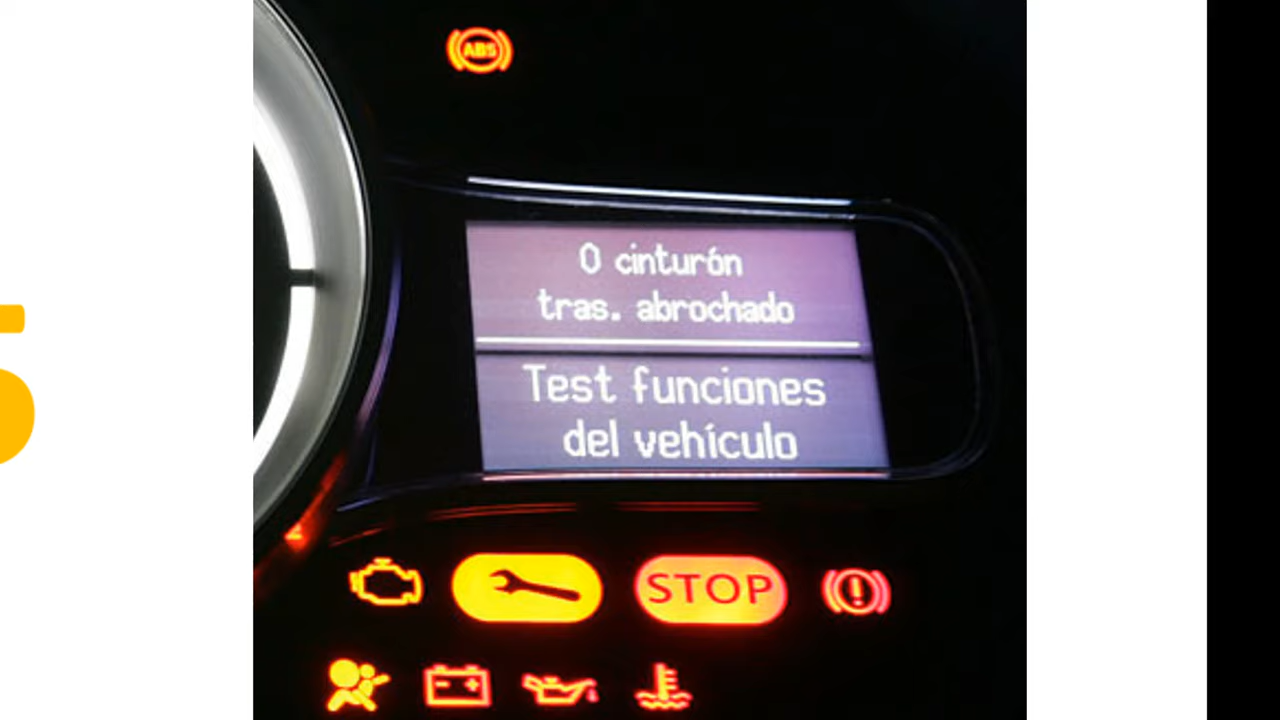 ABS
0 cinturón
tras. abrochado
Test funciones
del vehículo
STOP